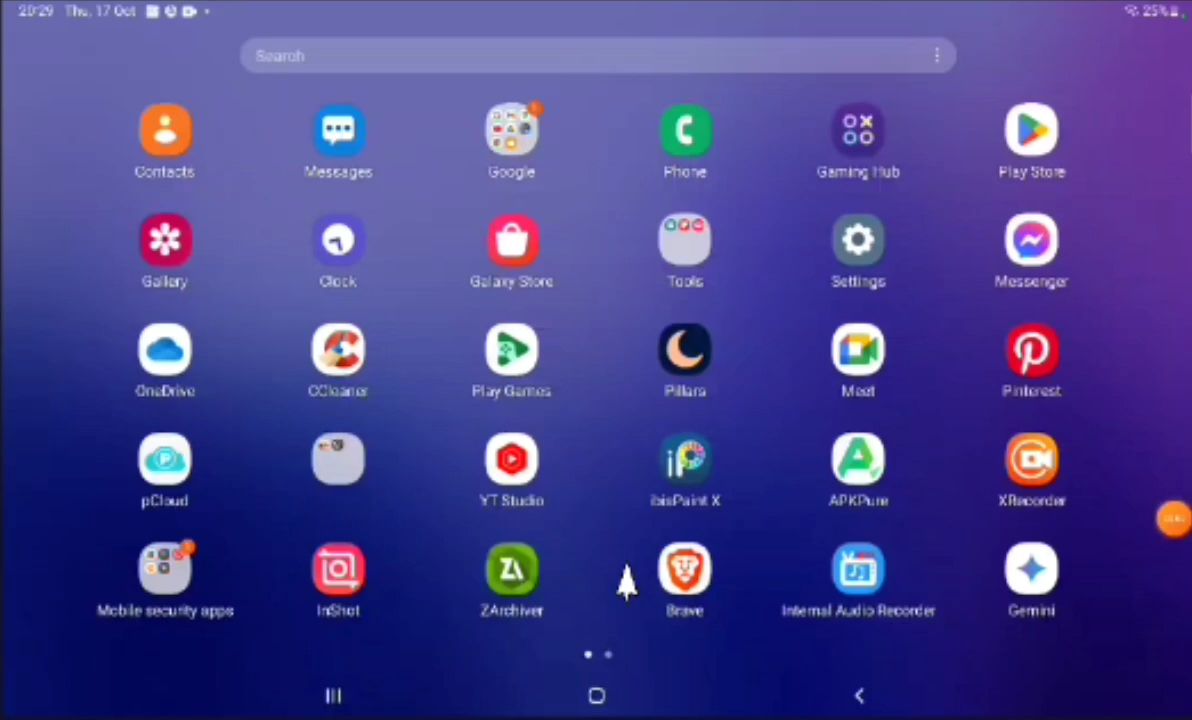 20:29 Thu, 17 Oct
25%
Search
Contacts
Messages
Google
Phone
Gaming Hub
Play Store
Gallery
Clock
Galaxy Store
Tools
Settings
Messenger
OneDrive
CCleaner
Play Games
Pillars
Meet
Pinterest
pCloud
YT Studio
ibisPaint X
APKPure
XRecorder
Mobile security apps
InShot
ZArchiver
Brave
Internal Audio Recorder
Gemini